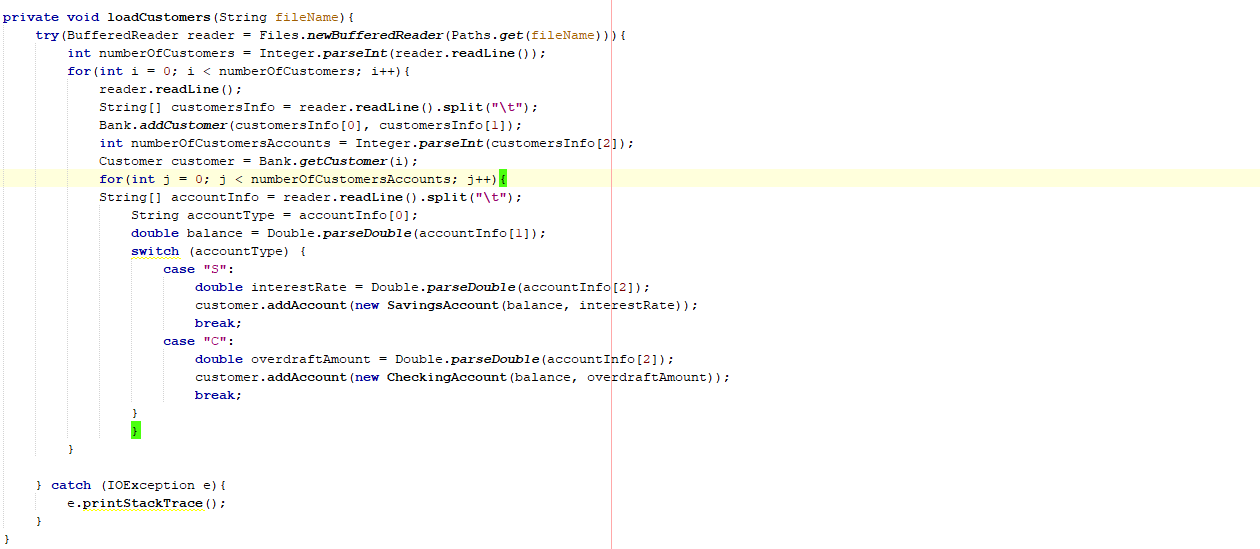 private void loadCustomers(String fileName){
    try(BufferedReader reader = Files.newBufferedReader(Paths.get(fileName))){
        int numberOfCustomers = Integer.parseInt(reader.readLine());
        for(int i = 0; i < numberOfCustomers; i++){
            reader.readLine();
            String[] customersInfo = reader.readLine().split("\t");
            Bank.addCustomer(customersInfo[0], customersInfo[1]);
            int numberOfCustomersAccounts = Integer.parseInt(customersInfo[2]);
            Customer customer = Bank.getCustomer(i);
            for(int j = 0; j < numberOfCustomersAccounts; j++){
            String[] accountInfo = reader.readLine().split("\t");
                String accountType = accountInfo[0];
                double balance = Double.parseDouble(accountInfo[1]);
                switch (accountType) {
                    case "S":
                        double interestRate = Double.parseDouble(accountInfo[2]);
                        customer.addAccount(new SavingsAccount(balance, interestRate));
                        break;
                    case "C":
                        double overdraftAmount = Double.parseDouble(accountInfo[2]);
                        customer.addAccount(new CheckingAccount(balance, overdraftAmount));
                        break;
                }
                }
        }
    } catch (IOException e){
        e.printStackTrace();
    }
}